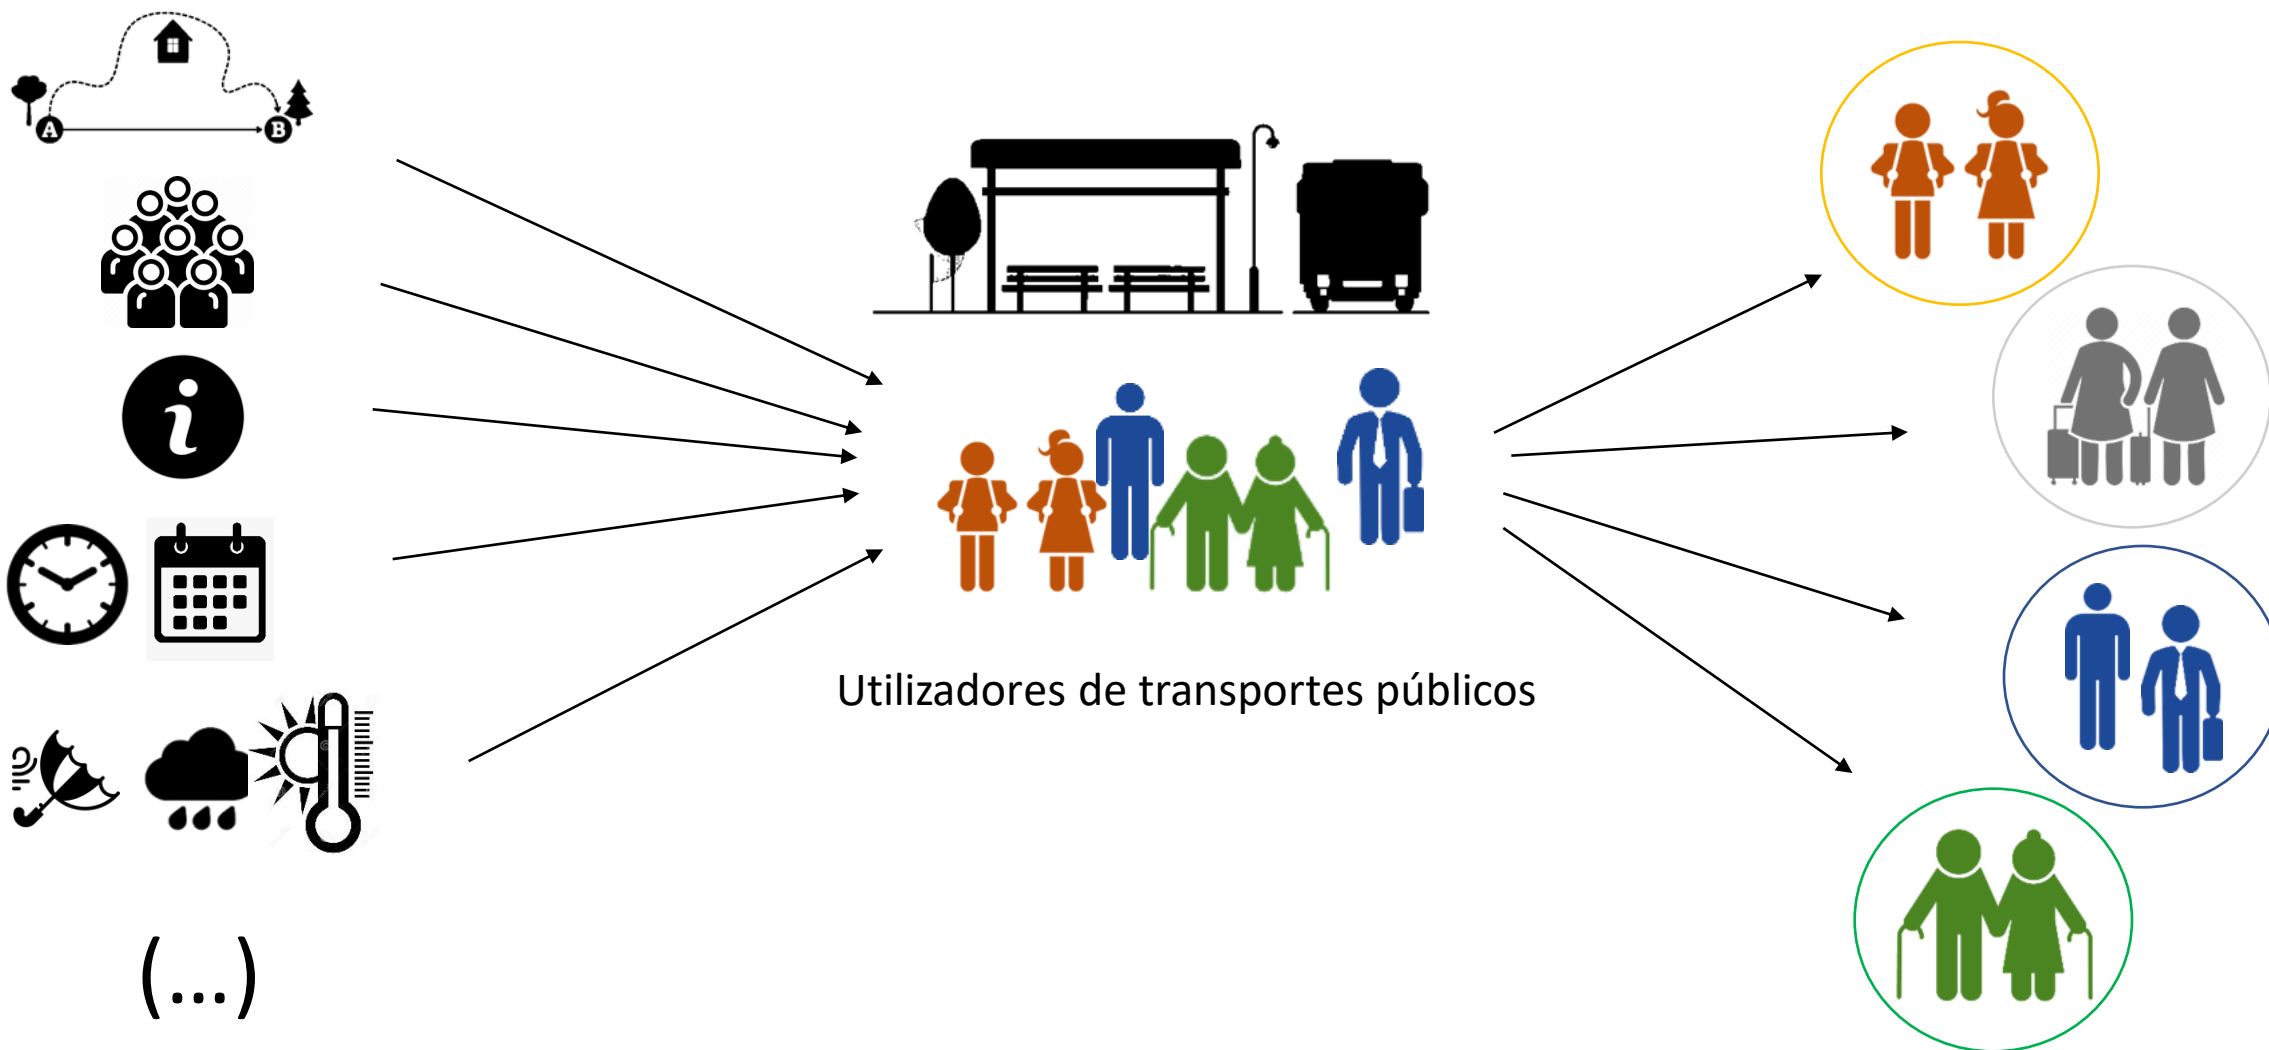 A
B
i
Utilizadores de transportes públicos
(...)